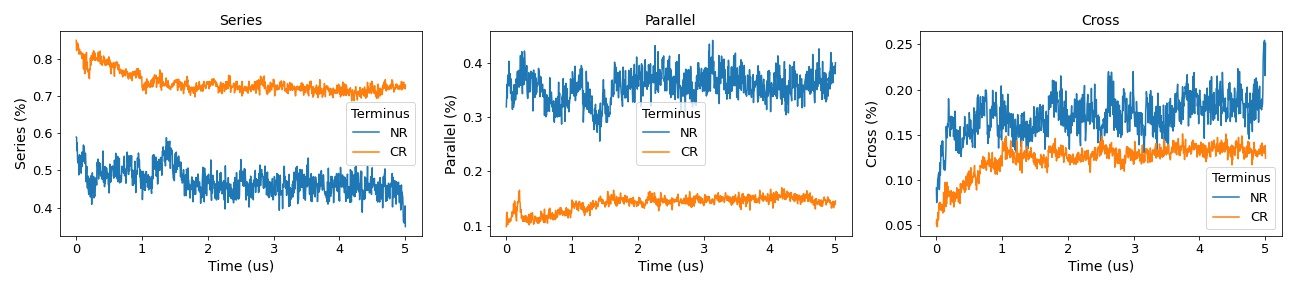 Series
Series (%)
0.8
0.7
0.6
0.5
0.4
Terminus
NR
CR
0 1 2 3 4 5
Time (us)
Parallel
Parallel (%)
0.4
0.3
0.2
0.1
Terminus
NR
CR
0 1 2 3 4 5
Time (us)
Cross
Cross (%)
0.25
0.20
0.15
0.10
0.05
Terminus
NR
CR
0 1 2 3 4 5
Time (us)